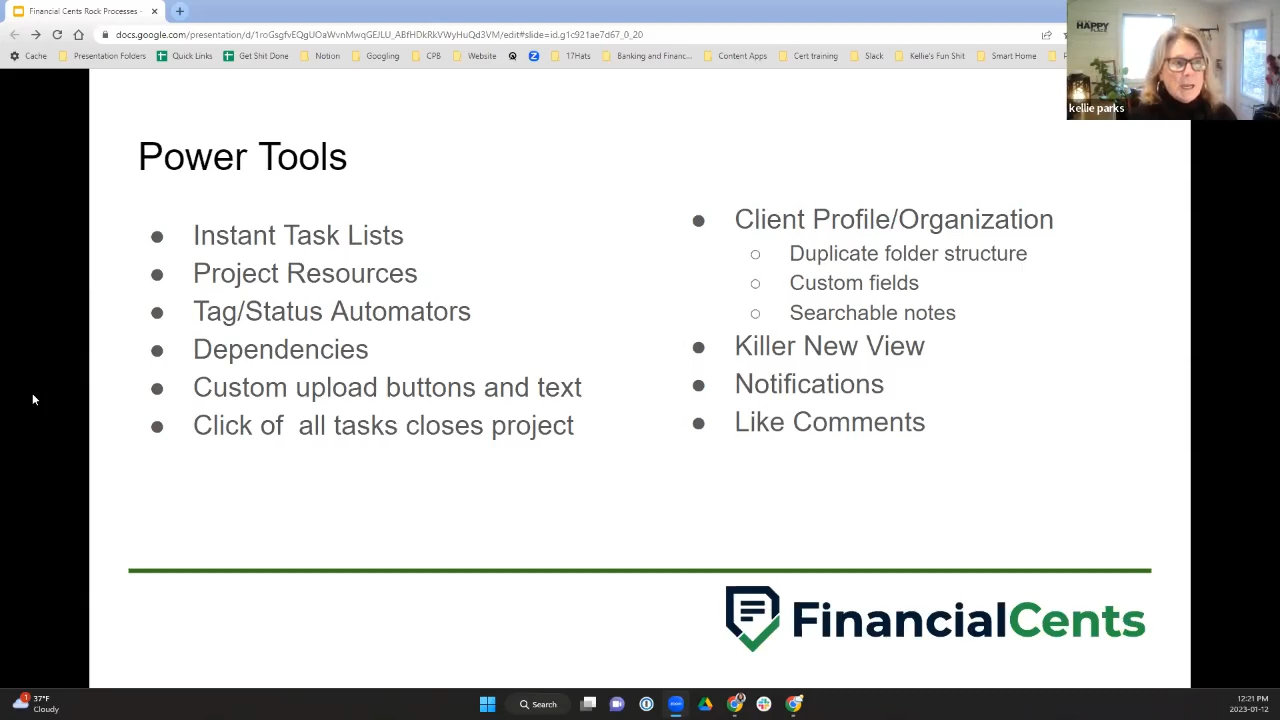 Financial Cents Rock Processes -
docs.google.com/presentation/d/1roGsgfvEQgUOaWvnMwqGEJLU_ABfHDkRkVWyHuQd3VM/edit#slide=id.g1c921ae7d67_0_20
Cache Presentation Folders Quick Links Get Shit Done Notion iGoogling CPB Website 17Hats Banking and Financ... Content Apps Cert training Slack Kellie's Fun Shit Smart Home
HAPPY
kellie parks
Power Tools
● Instant Task Lists
● Project Resources
● Tag/Status Automators
● Dependencies
● Custom upload buttons and text
● Click of all tasks closes project
● Client Profile/Organization
○ Duplicate folder structure
○ Custom fields
○ Searchable notes
● Killer New View
● Notifications
● Like Comments
FinancialCents
1
37°F
Cloudy
Search
zoom
12:21 PM
2023-01-12